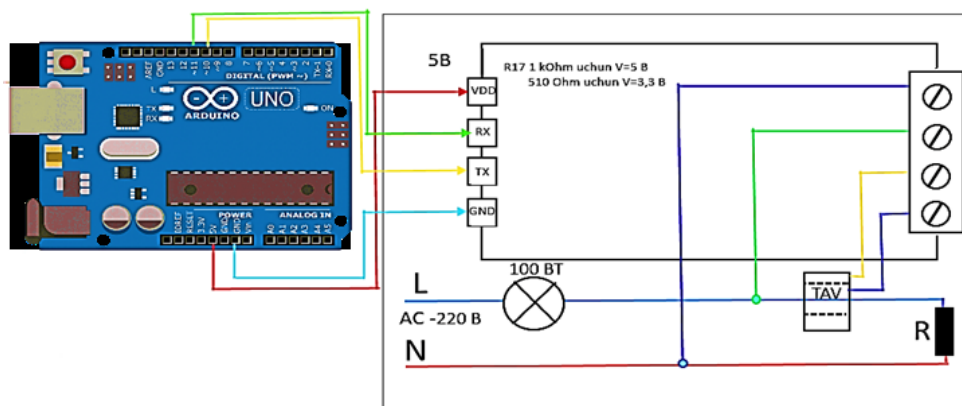 AREF
GND
13
12
~11
~10
~9
8
7
~6
~5
4
~3
2
TX-1
RX-0
DIGITAL (PWM ~)
L
TX
RX
UNO
ON
ARDUINO
POWER
ANALOG IN
IOREF
RESET
3.3V
5V
GND
GND
Vin
A0
A1
A2
A3
A4
A5
5В
R17 1 kOhm uchun V=5 В
510 Ohm uchun V=3,3 В
VDD
RX
TX
GND
100 ВТ
L
AC -220 В
TAV
R
N